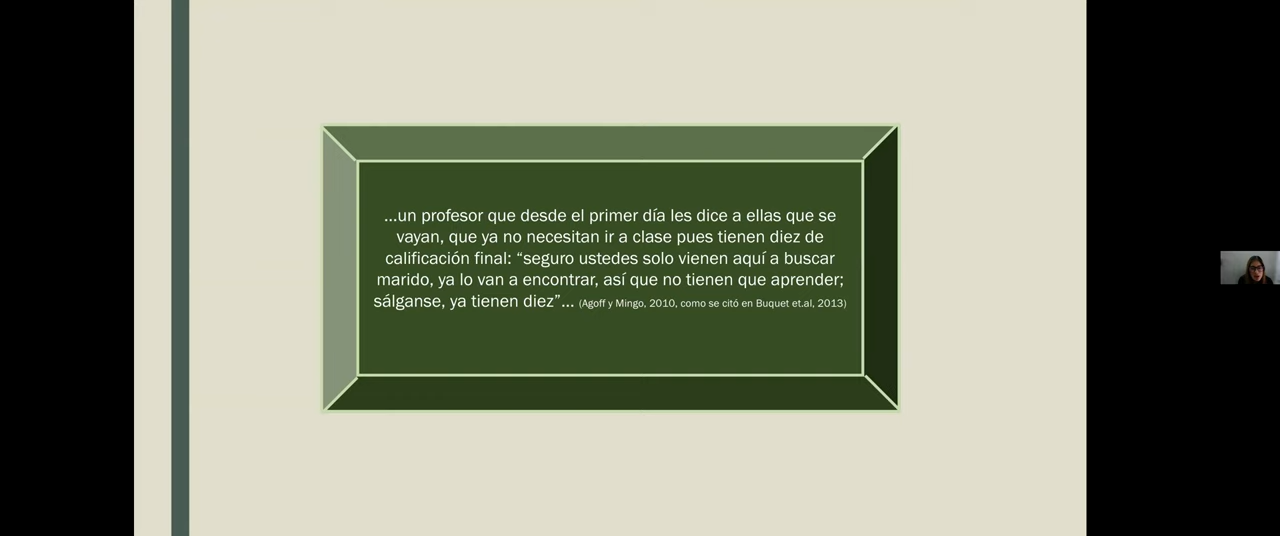 ...un profesor que desde el primer día les dice a ellas que se
vayan, que ya no necesitan ir a clase pues tienen diez de
calificación final: “seguro ustedes solo vienen aquí a buscar
marido, ya lo van a encontrar, así que no tienen que aprender;
sálganse, ya tienen diez”... (Agoff y Mingo, 2010, como se citó en Buquet et.al, 2013)